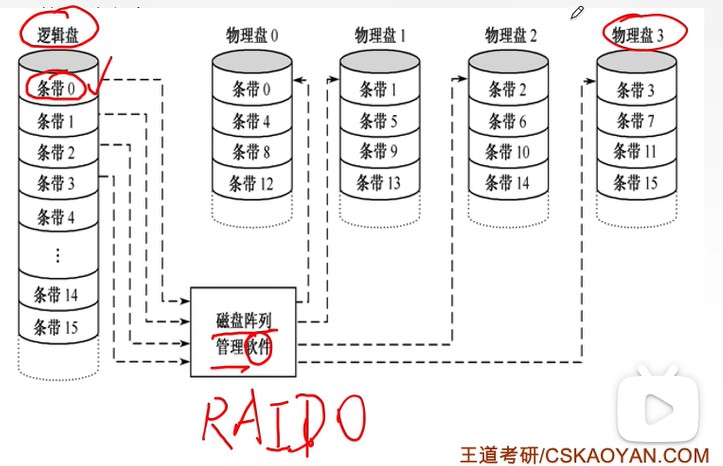 逻辑盘
条带 0
条带 1
条带 2
条带 3
条带 4
⋮
条带 14
条带 15
物理盘 0
条带 0
条带 4
条带 8
条带 12
物理盘 1
条带 1
条带 5
条带 9
条带 13
物理盘 2
条带 2
条带 6
条带 10
条带 14
物理盘 3
条带 3
条带 7
条带 11
条带 15
磁盘阵列
管理软件
RAID0
王道考研/CSKAOYAN.COM